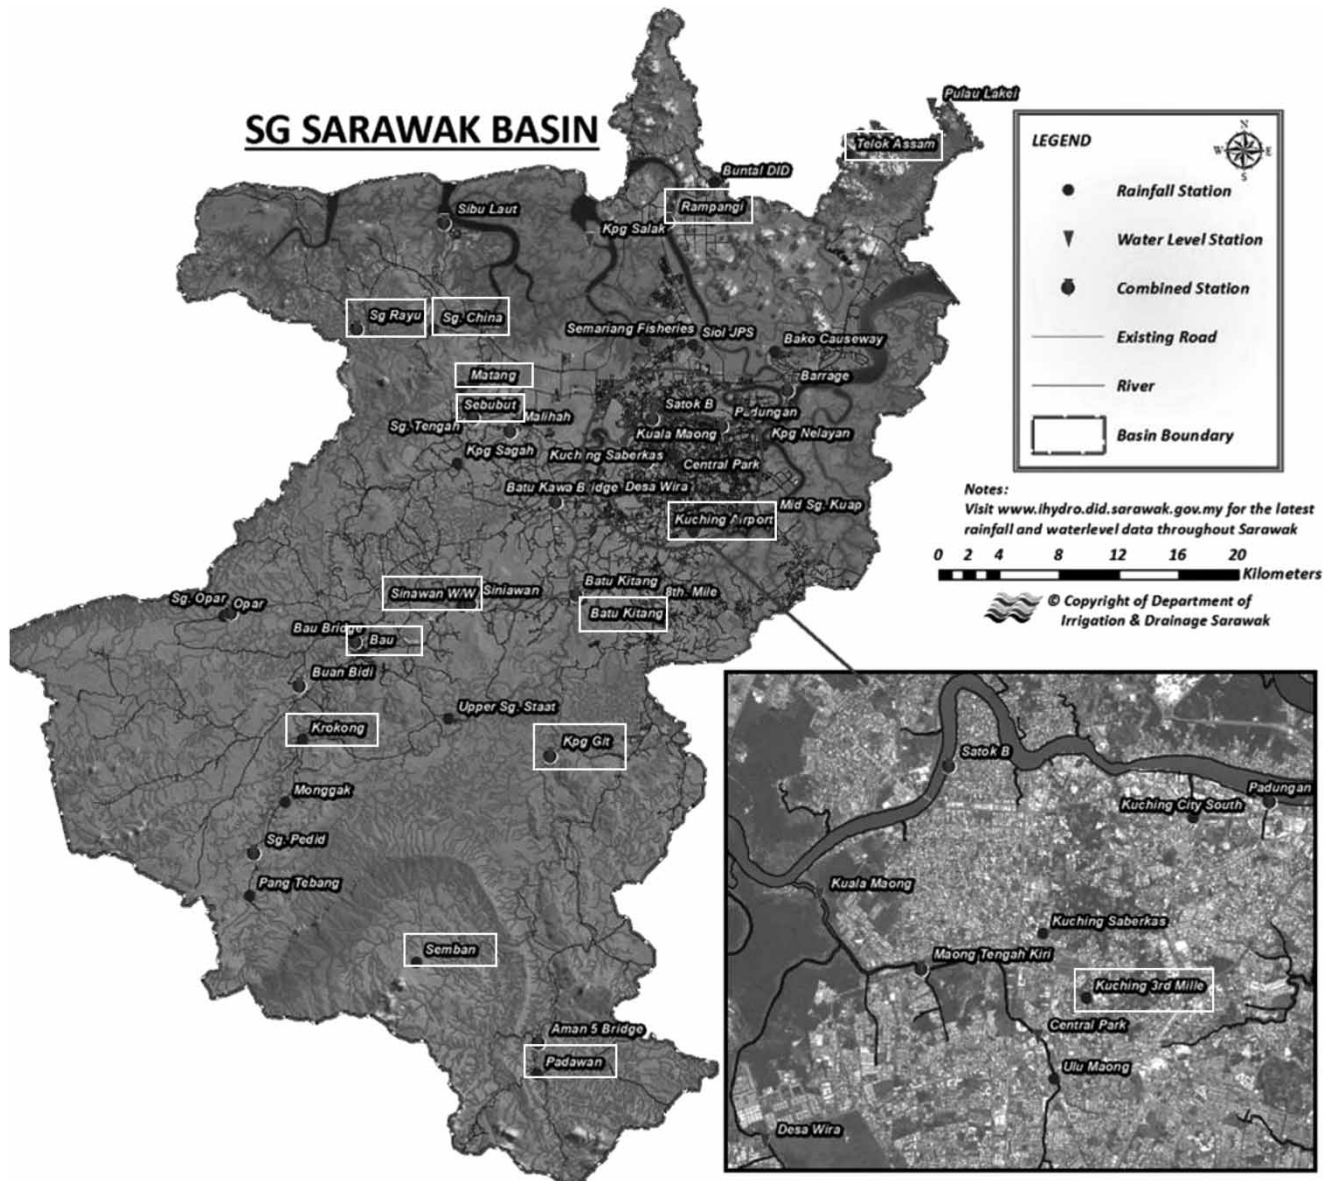 SG SARAWAK BASIN
Pulau Lakei
Telok Assam
Buntal DID
Rampangi
Sibu Laut
Kpg Salak
Sg Rayu
Sg. China
Semariang Fisheries
Siol JPS
Bako Causeway
Matang
Barrage
Sebubut
Malihah
Satok B
Padungan
Sg. Tengah
Kuala Maong
Kpg Nelayan
Kpg Sagah
Kuching Saberkas
Central Park
Batu Kawa Bridge
Desa Wira
Mid Sg. Kuap
Kuching Airport
Sinawan W/W
Siniawan
Batu Kitang
8th. Mile
Batu Kitang
Sg. Opar
Opar
Bau Bridge
Bau
Buan Bidi
Upper Sg. Staat
Krokong
Kpg Git
Monggak
Sg. Pedid
Pang Tebang
Semban
Aman 5 Bridge
Padawan
LEGEND
N
W E
S
Rainfall Station
Water Level Station
Combined Station
Existing Road
River
Basin Boundary
Notes:
Visit www.ihydro.did.sarawak.gov.my for the latest
rainfall and waterlevel data throughout Sarawak
0 2 4 8 12 16 20
Kilometers
© Copyright of Department of
Irrigation & Drainage Sarawak
Satok B
Padungan
Kuching City South
Kuala Maong
Kuching Saberkas
Maong Tengah Kiri
Kuching 3rd Mille
Central Park
Ulu Maong
Desa Wira